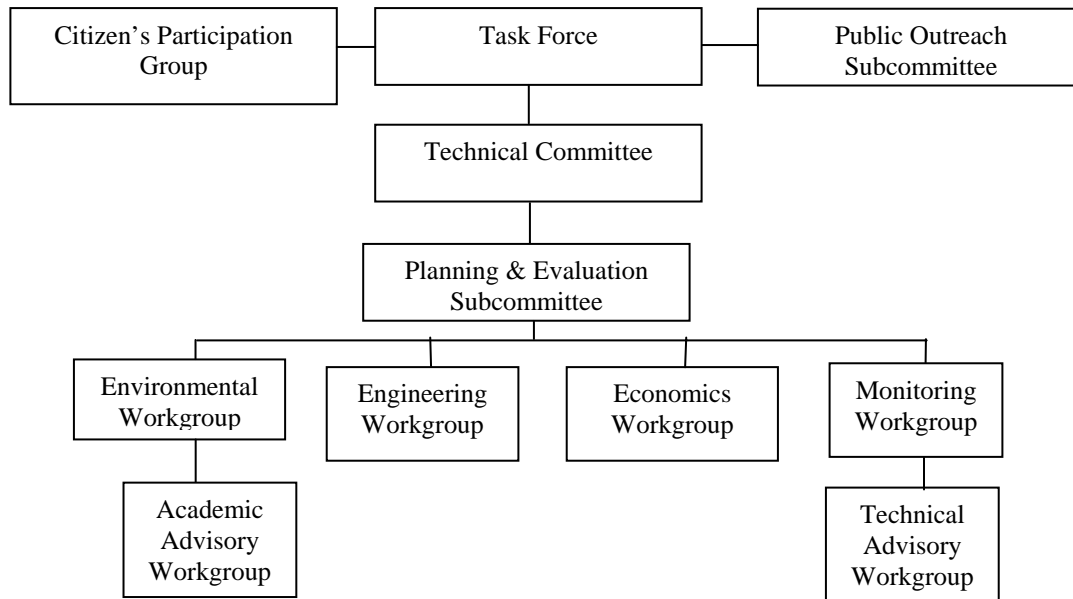 Citizen’s Participation
Group
Task Force
Public Outreach
Subcommittee
Technical Committee
Planning & Evaluation
Subcommittee
Environmental
Workgroup
Engineering
Workgroup
Economics
Workgroup
Monitoring
Workgroup
Academic
Advisory
Workgroup
Technical
Advisory
Workgroup